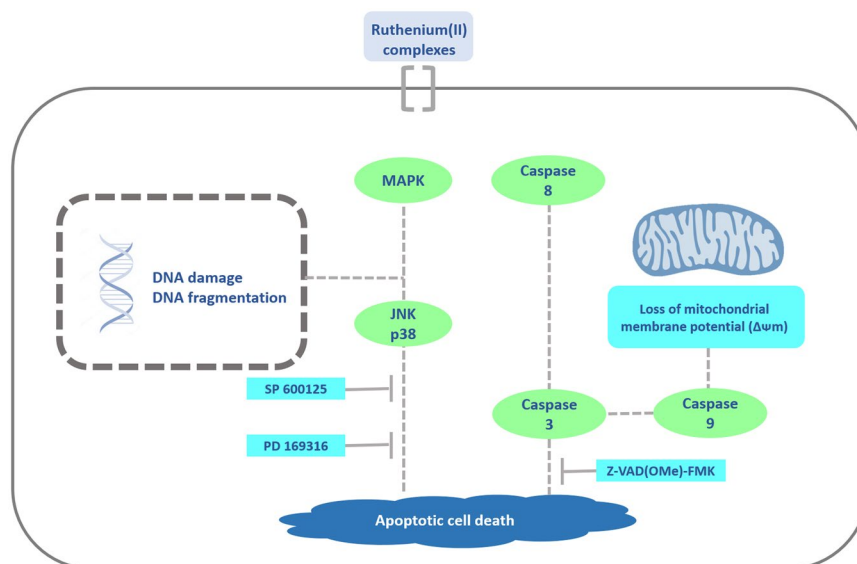 Ruthenium(II)
complexes
MAPK
Caspase
8
DNA damage
DNA fragmentation
JNK
p38
Loss of mitochondrial
membrane potential (ΔΨm)
SP 600125
Caspase
3
Caspase
9
PD 169316
Z-VAD(OMe)-FMK
Apoptotic cell death